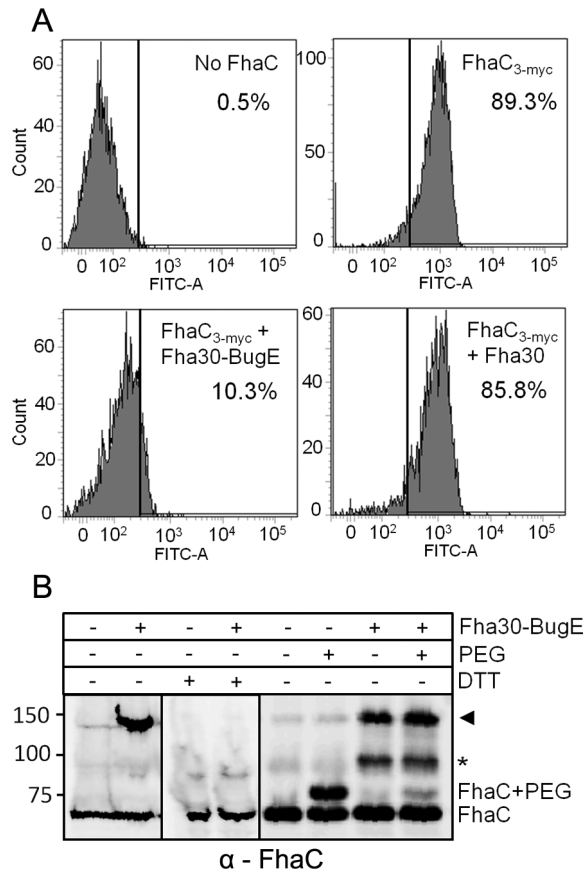 A
No FhaC
0.5%
Count
60
40
20
0
0 10² 10³ 10⁴ 10⁵
FITC-A
FhaC3-myc
89.3%
100
50
0
0 10² 10³ 10⁴ 10⁵
FITC-A
FhaC3-myc +
Fha30-BugE
10.3%
Count
60
40
20
0
0 10² 10³ 10⁴ 10⁵
FITC-A
FhaC3-myc
+ Fha30
85.8%
60
40
20
0
0 10² 10³ 10⁴ 10⁵
FITC-A
B
- + - + - - + + Fha30-BugE
- - - - - + - + PEG
- - + + - - - - DTT
150 ◄
100
*
75 FhaC+PEG
FhaC
α - FhaC